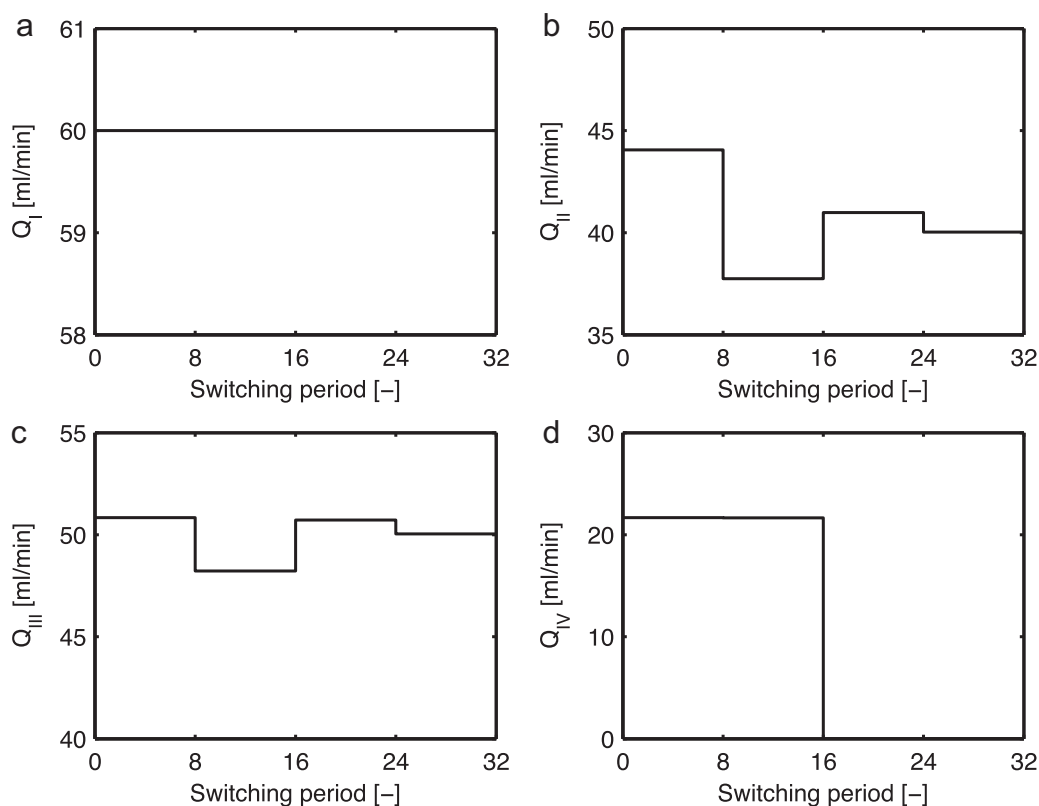 a
61
60
59
58
Q_I [ml/min]
0 8 16 24 32
Switching period [–]
b
50
45
40
35
Q_II [ml/min]
0 8 16 24 32
Switching period [–]
c
55
50
45
40
Q_III [ml/min]
0 8 16 24 32
Switching period [–]
d
30
20
10
0
Q_IV [ml/min]
0 8 16 24 32
Switching period [–]